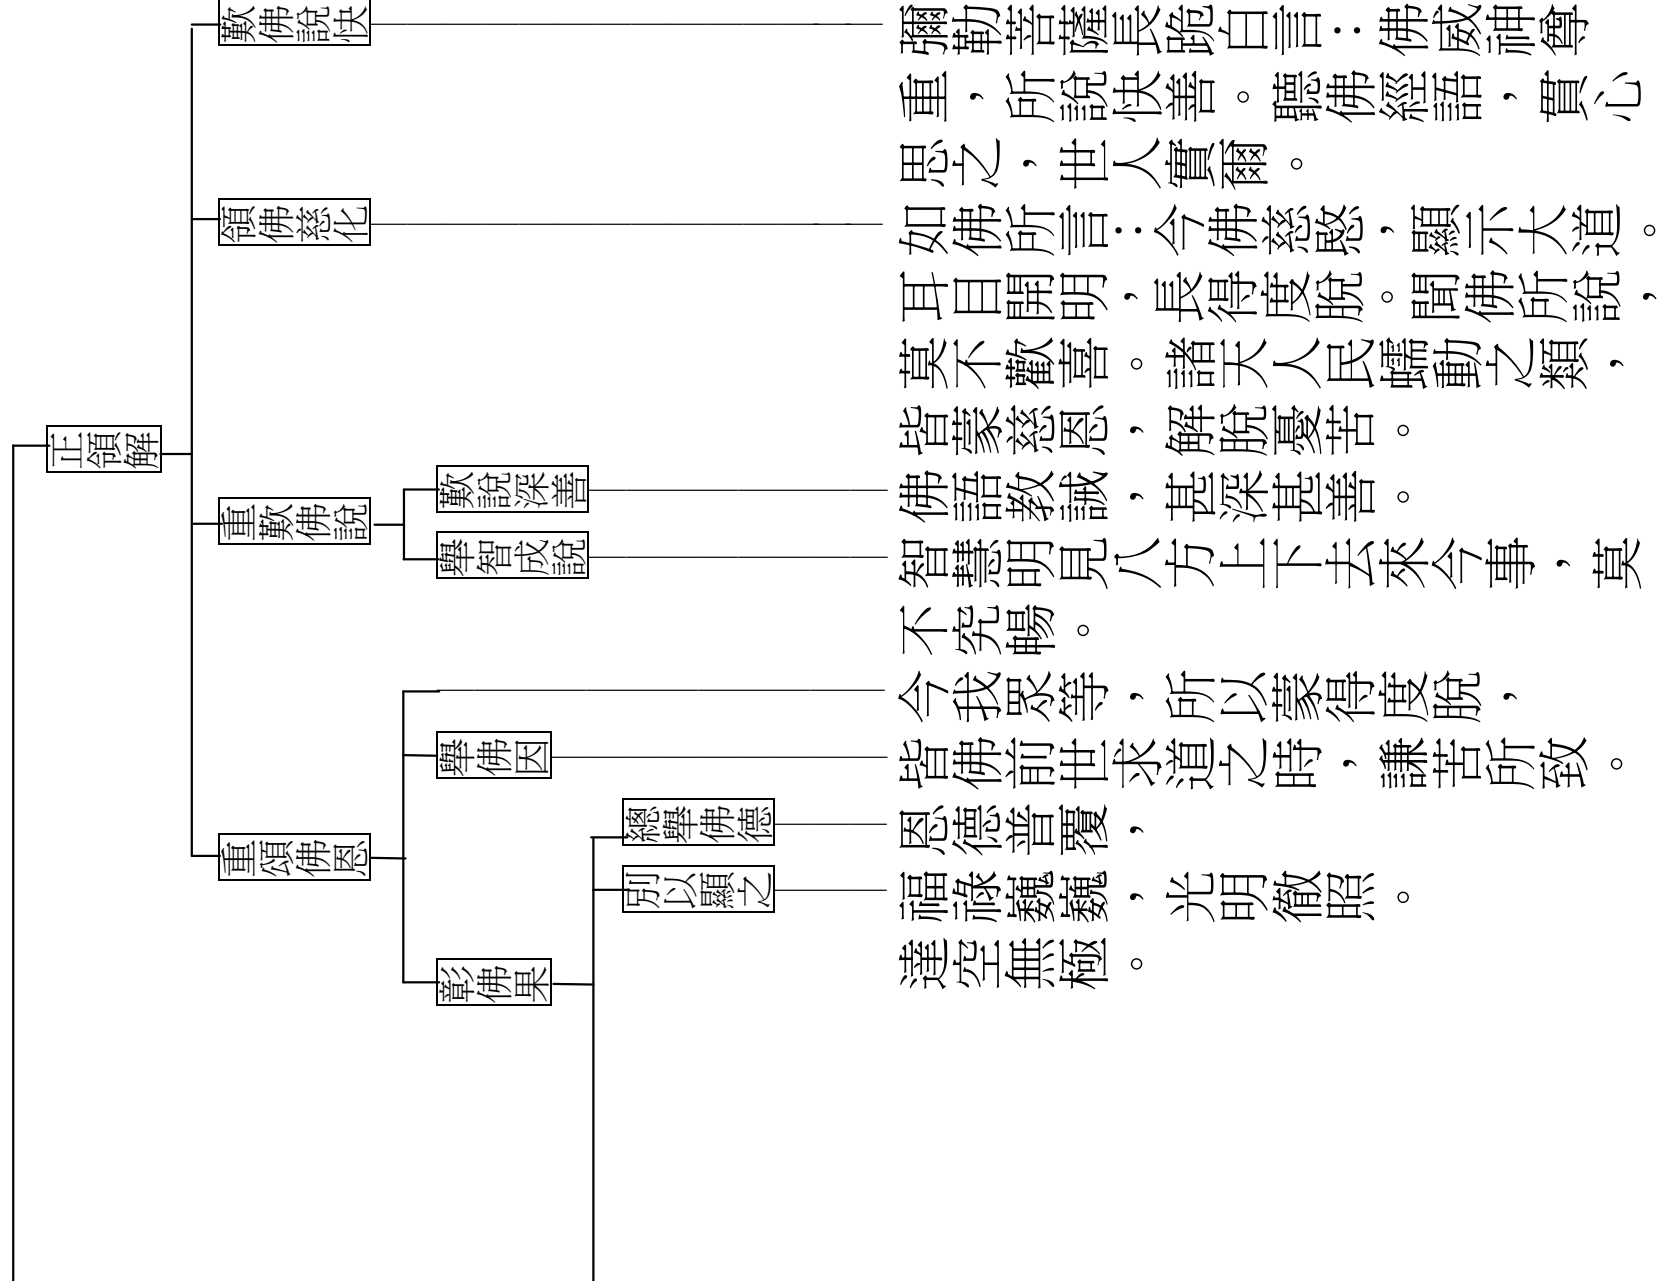 歎佛說快
彌勒菩薩長跪白言：佛威神尊
重，所說快善。聽佛經語，貫心
思之，世人實爾。
領佛慈化
如佛所言：今佛慈愍，顯示大道。
耳目開明，長得度脫。聞佛所說，
莫不歡喜。諸天人民蠕動之類，
皆蒙慈恩，解脫憂苦。
正領解
歎說深善
佛語教誡，甚深甚善。
重歎佛說
舉智成說
智慧明見八方上下去來今事，莫
不究暢。
今我眾等，所以蒙得度脫，
舉佛因
皆佛前世求道之時，謙苦所致。
總舉佛德
恩德普覆，
重頌佛恩
別以顯之
福祿巍巍，光明徹照。
達空無極。
彰佛果